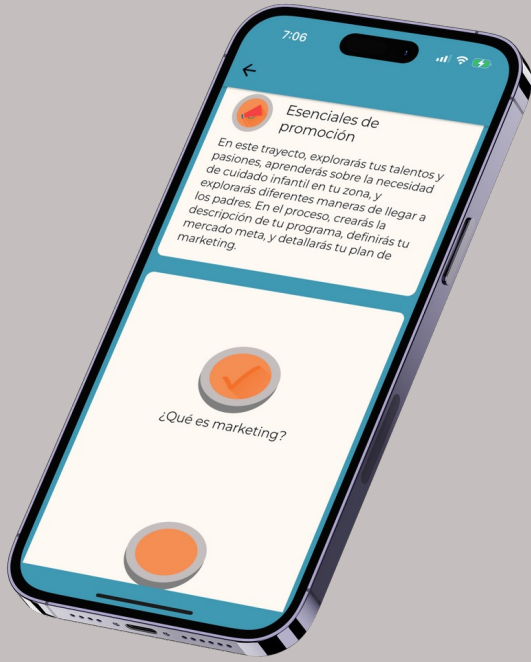 7:06
Esenciales de
promoción
En este trayecto, explorarás tus talentos y
pasiones, aprenderás sobre la necesidad
de cuidado infantil en tu zona, y
explorarás diferentes maneras de llegar a
los padres. En el proceso, crearás la
descripción de tu programa, definirás tu
mercado meta, y detallarás tu plan de
marketing.
¿Qué es marketing?